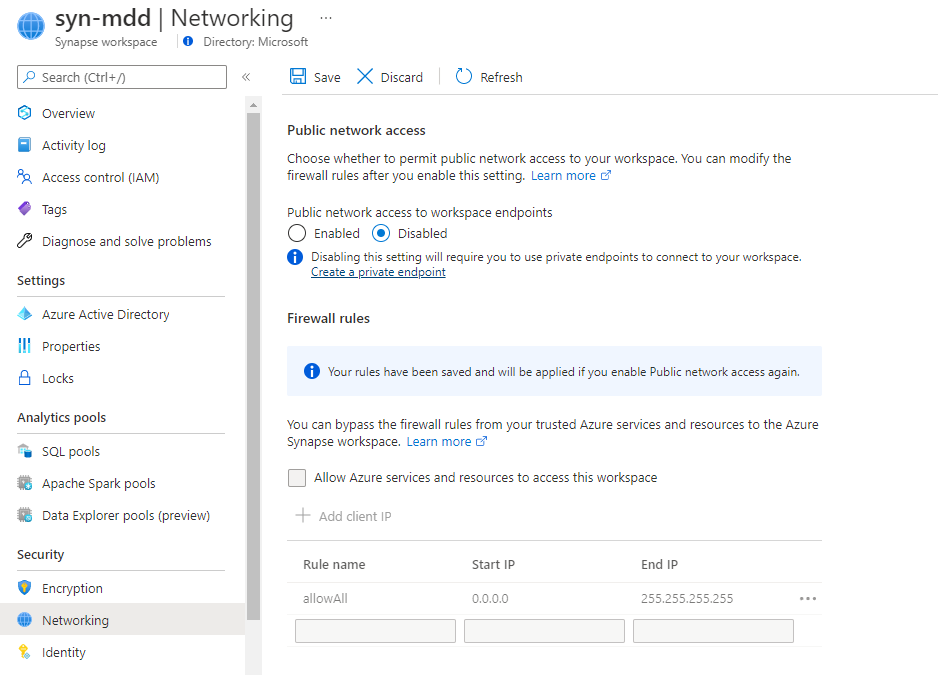 syn-mdd | Networking ...
Synapse workspace
Directory: Microsoft
Search (Ctrl+/)
«
Overview
Activity log
Access control (IAM)
Tags
Diagnose and solve problems
Settings
Azure Active Directory
Properties
Locks
Analytics pools
SQL pools
Apache Spark pools
Data Explorer pools (preview)
Security
Encryption
Networking
Identity
Save
Discard
Refresh
Public network access
Choose whether to permit public network access to your workspace. You can modify the
firewall rules after you enable this setting. Learn more
Public network access to workspace endpoints
Enabled
Disabled
Disabling this setting will require you to use private endpoints to connect to your workspace.
Create a private endpoint
Firewall rules
Your rules have been saved and will be applied if you enable Public network access again.
You can bypass the firewall rules from your trusted Azure services and resources to the Azure
Synapse workspace. Learn more
Allow Azure services and resources to access this workspace
Add client IP
Rule name Start IP End IP
allowAll 0.0.0.0 255.255.255.255 ...